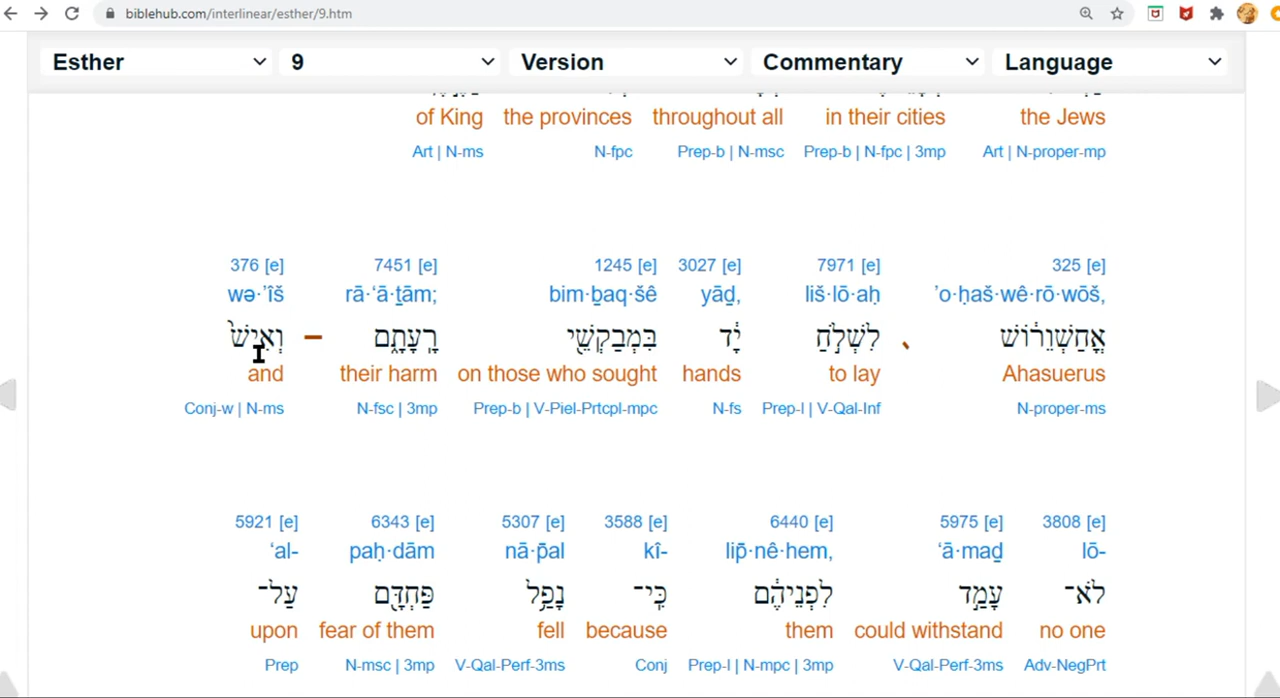 biblehub.com/interlinear/esther/9.htm
Esther 9 Version Commentary Language
of King the provinces throughout all in their cities the Jews
Art | N-ms N-fpc Prep-b | N-msc Prep-b | N-fpc | 3mp Art | N-proper-mp
376 [e] 7451 [e] 1245 [e] 3027 [e] 7971 [e] 325 [e]
wə·’îš rā·‘ā·ṯām; bim·ḇaq·šê yāḏ, liš·lō·aḥ ’o·ḥaš·wê·rō·wōš,
אֲחַשְׁוֵר֔וֹשׁ ׀ לִשְׁלֹ֣חַ יָ֔ד בִּמְבַקְשֵׁ֖י רָֽעָתָ֑ם – וְאִישׁ֙
and their harm on those who sought hands to lay Ahasuerus
Conj-w | N-ms N-fsc | 3mp Prep-b | V-Piel-Prtcpl-mpc N-fs Prep-l | V-Qal-Inf N-proper-ms
5921 [e] 6343 [e] 5307 [e] 3588 [e] 6440 [e] 5975 [e] 3808 [e]
‘al- paḥ·dām nā·p̄al kî- lip̄·nê·hem, ‘ā·maḏ lō-
לֹא־ עָמַ֣ד לִפְנֵיהֶ֔ם כִּֽי־ נָפַ֥ל פַּחְדָּ֖ם עַל־
upon fear of them fell because them could withstand no one
Prep N-msc | 3mp V-Qal-Perf-3ms Conj Prep-l | N-mpc | 3mp V-Qal-Perf-3ms Adv-NegPrt